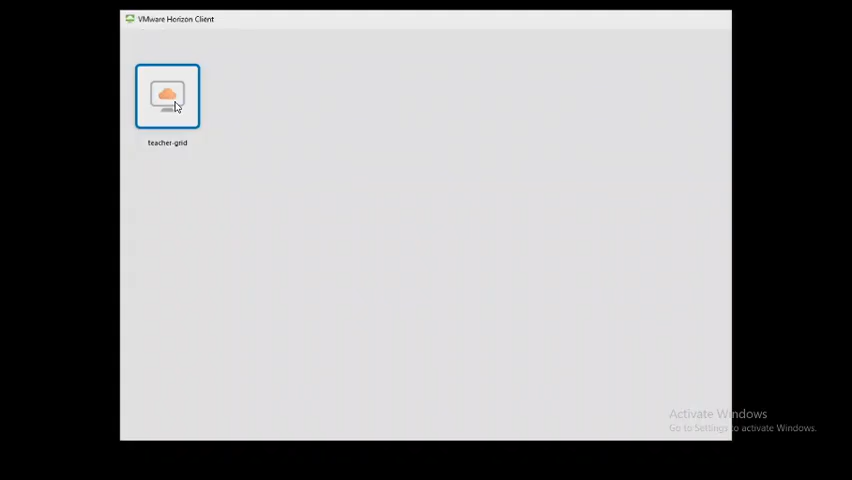 VMware Horizon Client
teacher-grid
Activate Windows
Go to Settings to activate Windows.